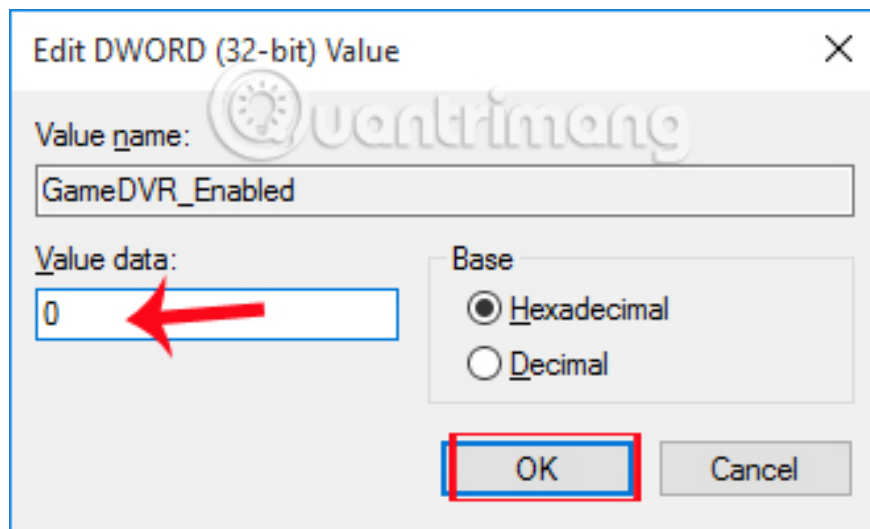 Edit DWORD (32-bit) Value
Quantrimang
Value name:
GameDVR_Enabled
Value data:
Base
0
Hexadecimal
Decimal
OK
Cancel